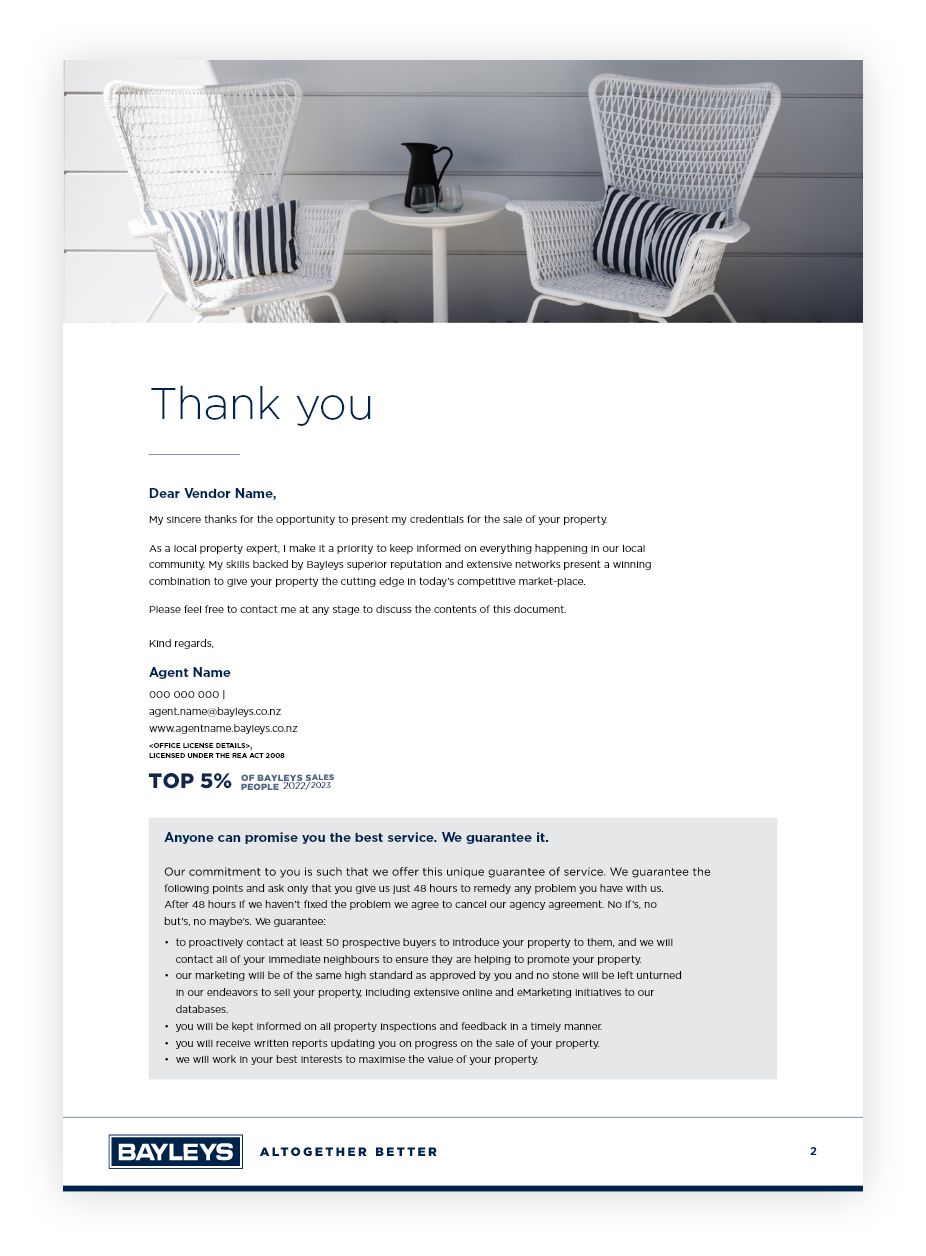 Thank you
Dear Vendor Name,
My sincere thanks for the opportunity to present my credentials for the sale of your property.
As a local property expert, I make it a priority to keep informed on everything happening in our local
community. My skills backed by Bayleys superior reputation and extensive networks present a winning
combination to give your property the cutting edge in today's competitive market-place.
Please feel free to contact me at any stage to discuss the contents of this document.
Kind regards,
Agent Name
000 000 000 |
agent.name@bayleys.co.nz
www.agentname.bayleys.co.nz
<OFFICE LICENSE DETAILS>,
LICENSED UNDER THE REA ACT 2008
TOP 5% OF BAYLEYS SALES
PEOPLE 2022/2023
Anyone can promise you the best service. We guarantee it.
Our commitment to you is such that we offer this unique guarantee of service. We guarantee the
following points and ask only that you give us just 48 hours to remedy any problem you have with us.
After 48 hours if we haven't fixed the problem we agree to cancel our agency agreement. No if's, no
but's, no maybe's. We guarantee:
• to proactively contact at least 50 prospective buyers to introduce your property to them, and we will
contact all of your immediate neighbours to ensure they are helping to promote your property.
• our marketing will be of the same high standard as approved by you and no stone will be left unturned
in our endeavors to sell your property, including extensive online and eMarketing initiatives to our
databases.
• you will be kept informed on all property inspections and feedback in a timely manner.
• you will receive written reports updating you on progress on the sale of your property.
• we will work in your best interests to maximise the value of your property.
BAYLEYS ALTOGETHER BETTER 2